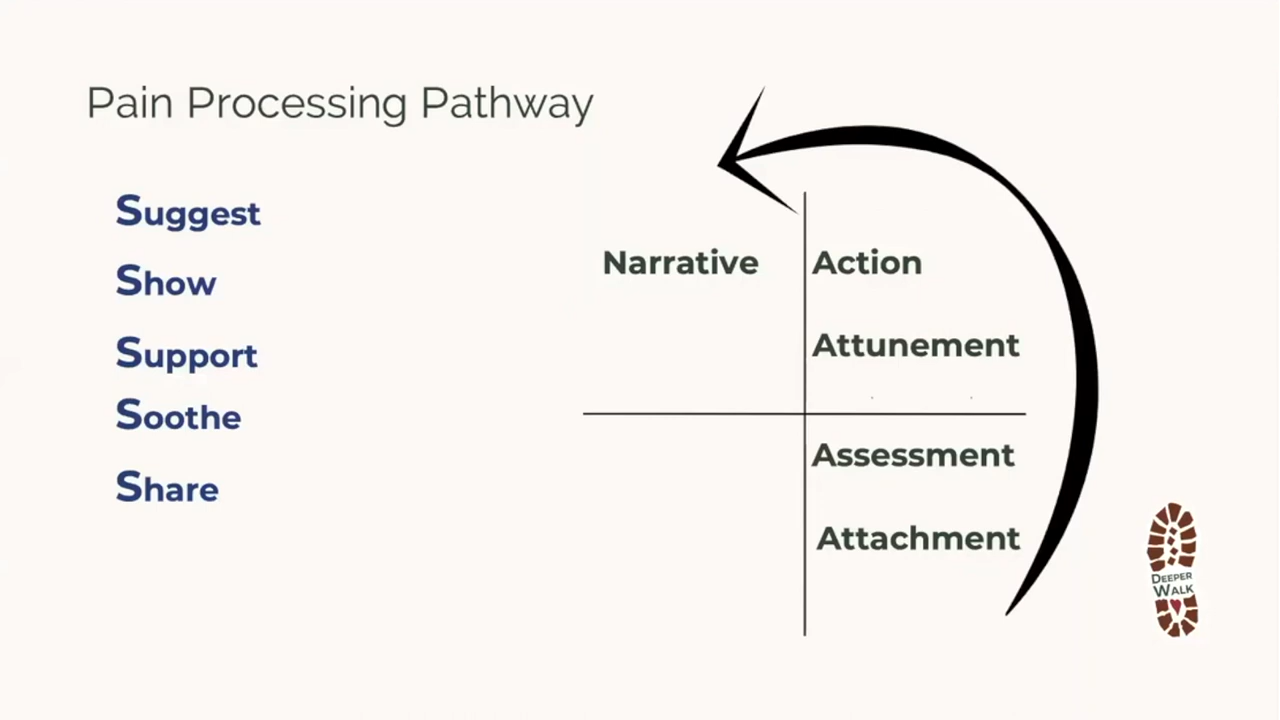 Pain Processing Pathway
Suggest
Show
Support
Soothe
Share
Narrative
Action
Attunement
Assessment
Attachment
DEEPER
WALK